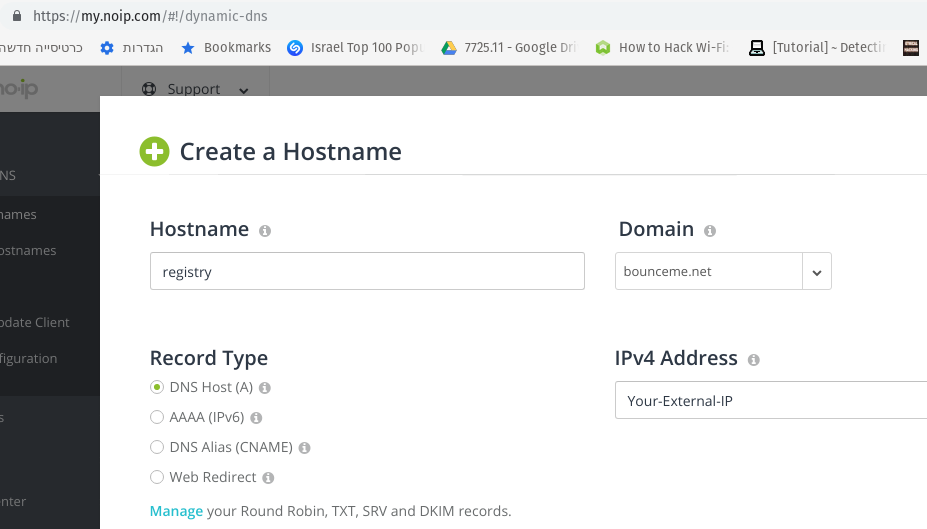 https://my.noip.com/#!/dynamic-dns
כרטיסייה חדשה הגדרות Bookmarks Israel Top 100 Popu 7725.11 - Google Dri How to Hack Wi-Fi: [Tutorial] ~ Detectin
no-ip Support
Create a Hostname
NS
names
ostnames
pdate Client
figuration
s
nter
Hostname Domain
registry bounceme.net
Record Type IPv4 Address
DNS Host (A) Your-External-IP
AAAA (IPv6)
DNS Alias (CNAME)
Web Redirect
Manage your Round Robin, TXT, SRV and DKIM records.